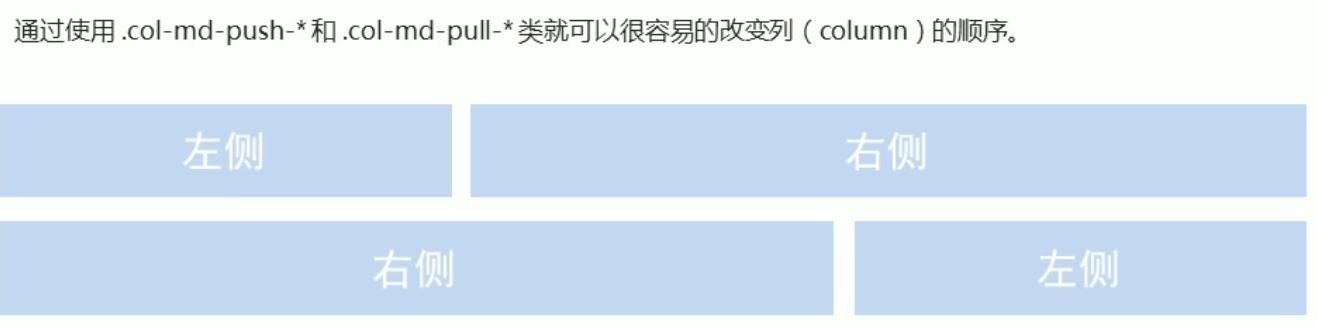 通过使用 .col-md-push-* 和 .col-md-pull-* 类就可以很容易的改变列（column）的顺序。
左侧 右侧
右侧 左侧